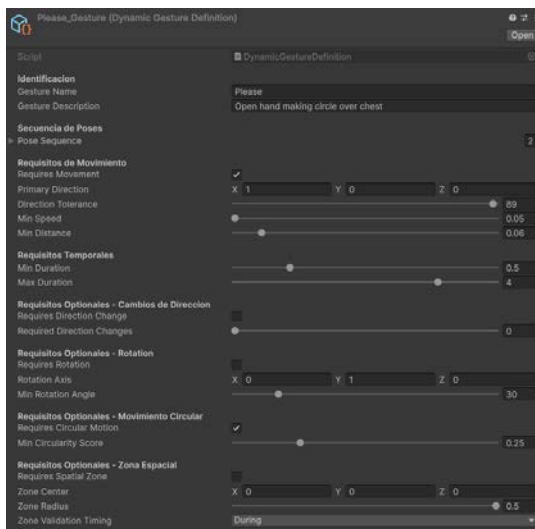 Please_Gesture (Dynamic Gesture Definition)
Open
Script DynamicGestureDefinition
Identificacion
Gesture Name Please
Gesture Description Open hand making circle over chest
Secuencia de Poses
Pose Sequence 2
Requisitos de Movimiento
Requires Movement
Primary Direction X 1 Y 0 Z 0
Direction Tolerance 89
Min Speed 0.05
Min Distance 0.06
Requisitos Temporales
Min Duration 0.5
Max Duration 4
Requisitos Optionales - Cambios de Direccion
Requires Direction Change
Required Direction Changes 0
Requisitos Optionales - Rotation
Requires Rotation
Rotation Axis X 0 Y 1 Z 0
Min Rotation Angle 30
Requisitos Optionales - Movimiento Circular
Requires Circular Motion
Min Circularity Score 0.25
Requisitos Optionales - Zona Espacial
Requires Spatial Zone
Zone Center X 0 Y 0 Z 0
Zone Radius 0.5
Zone Validation Timing During